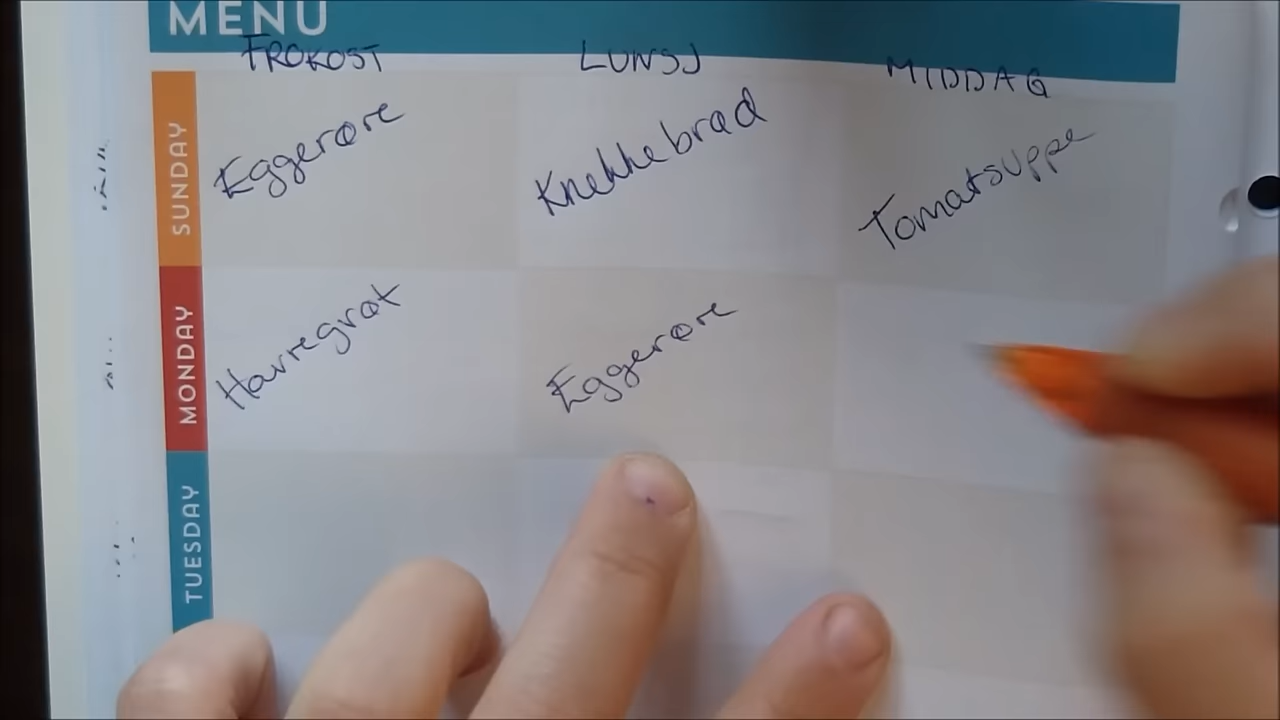 MENU
FROKOST LUNSJ MIDDAG
SUNDAY Eggerøre Knekkebrød Tomatsuppe
MONDAY Havregrøt Eggerøre
TUESDAY